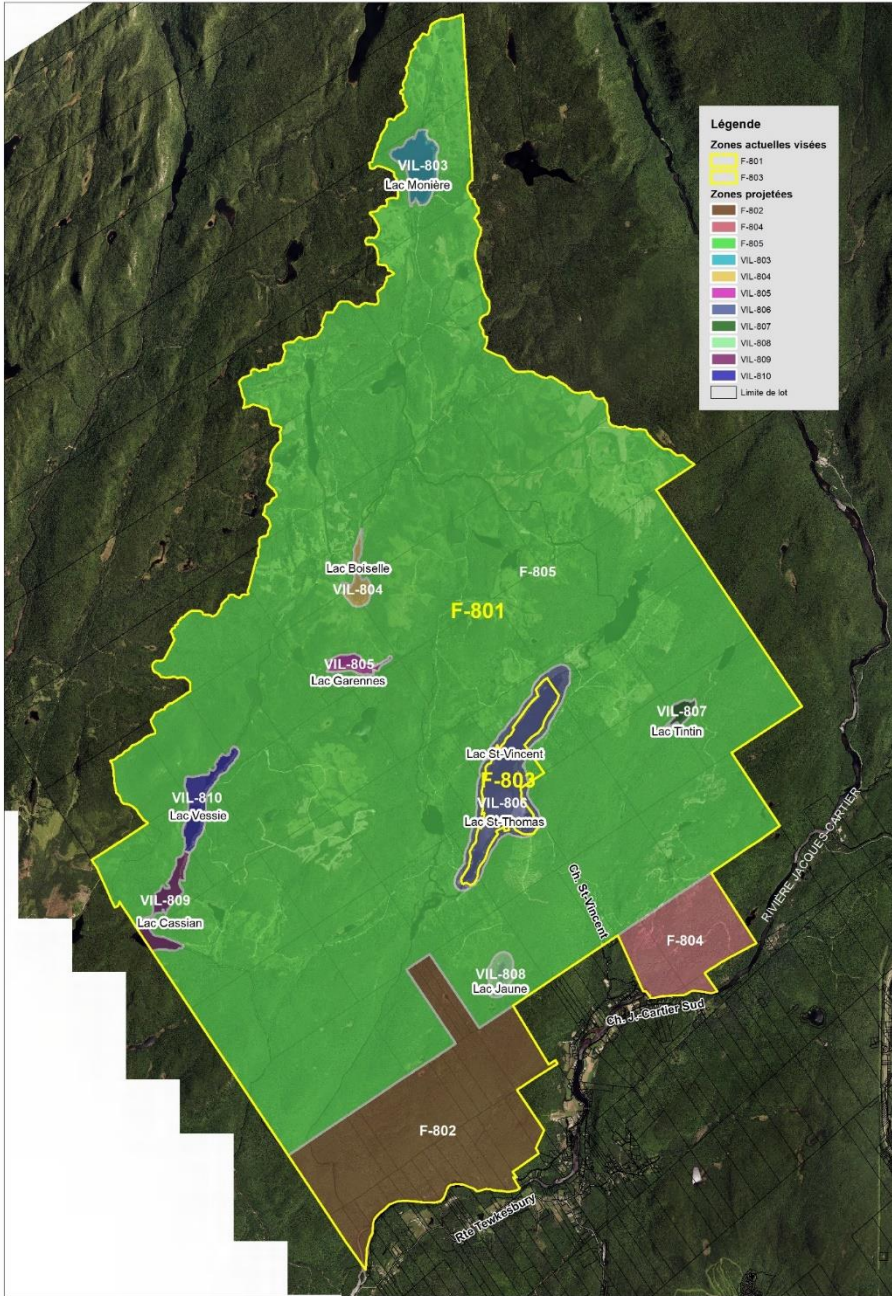 Légende
Zones actuelles visées
F-801
F-803
Zones projetées
F-802
F-804
F-805
VIL-803
VIL-804
VIL-805
VIL-806
VIL-807
VIL-808
VIL-809
VIL-810
Limite de lot
VIL-803
Lac Monière
Lac Boiselle
VIL-804
F-805
F-801
VIL-805
Lac Garennes
VIL-807
Lac Tintin
Lac St-Vincent
F-803
VIL-806
Lac St-Thomas
VIL-810
Lac Vessie
VIL-809
Lac Cassian
RIVIÈRE JACQUES-CARTIER
Ch. St-Vincent
F-804
VIL-808
Lac Jaune
Ch. J.-Cartier Sud
F-802
Rte Tewkesbury